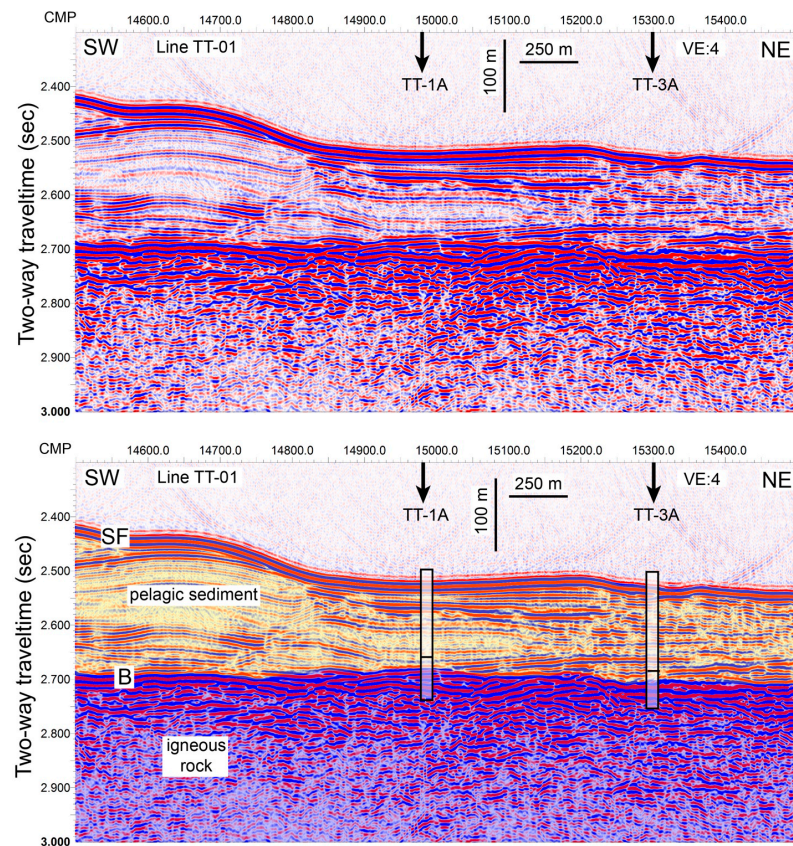 CMP 14600.0 14700.0 14800.0 14900.0 15000.0 15100.0 15200.0 15300.0 15400.0
SW Line TT-01 TT-1A 100 m 250 m TT-3A VE:4 NE
Two-way traveltime (sec)
2.400
2.500
2.600
2.700
2.800
2.900
3.000
CMP 14600.0 14700.0 14800.0 14900.0 15000.0 15100.0 15200.0 15300.0 15400.0
SW Line TT-01 TT-1A 100 m 250 m TT-3A VE:4 NE
Two-way traveltime (sec)
2.400
SF
2.500
pelagic sediment
2.600
B
2.700
2.800
igneous
rock
2.900
3.000